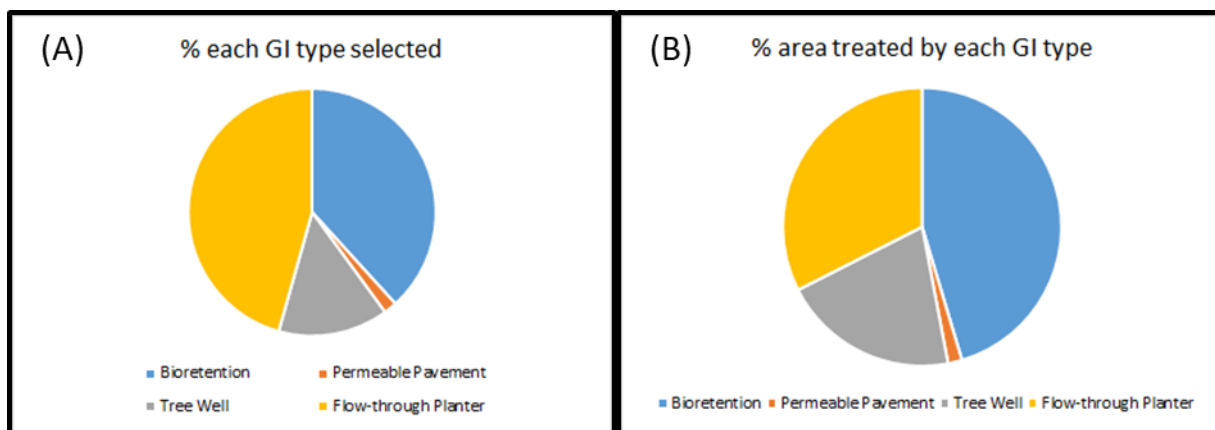 (A)
% each GI type selected
Bioretention
Permeable Pavement
Tree Well
Flow-through Planter
(B)
% area treated by each GI type
Bioretention Permeable Pavement Tree Well Flow-through Planter